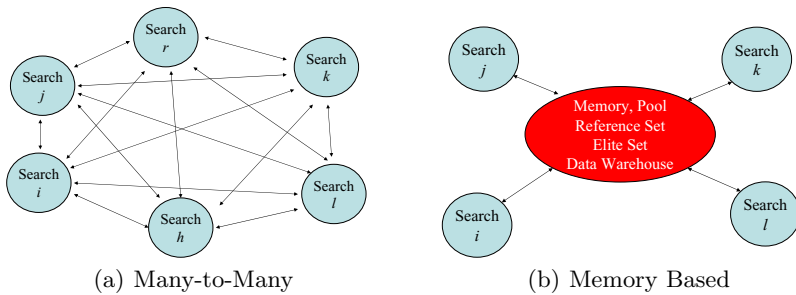 Search
r
Search
k
Search
j
Search
i
Search
h
Search
l
(a) Many-to-Many
Search
j
Search
k
Memory, Pool
Reference Set
Elite Set
Data Warehouse
Search
i
Search
l
(b) Memory Based